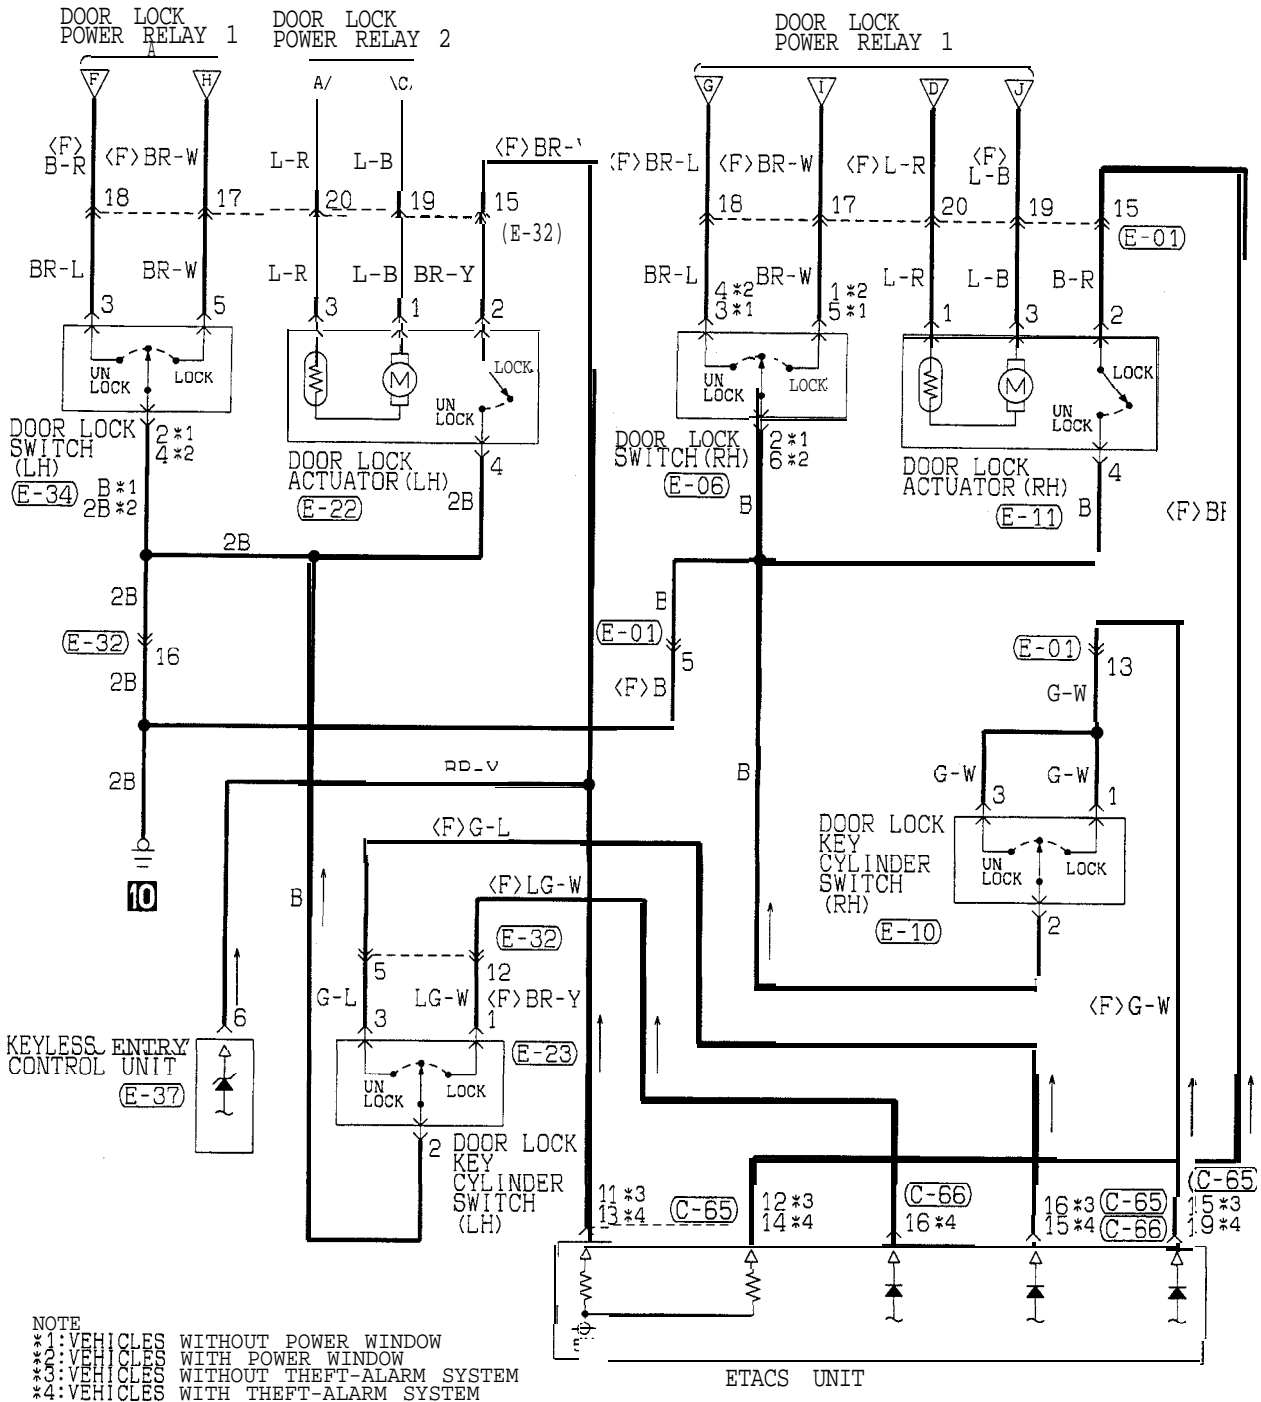 DOOR LOCK
POWER RELAY 1
DOOR LOCK
POWER RELAY 2
DOOR LOCK
POWER RELAY 1
F
H
A/
\C/
G
I
D
J
<F>
B-R
<F>BR-W
L-R
L-B
<F>BR-
<F>BR-L
<F>BR-W
<F>L-R
<F>
L-B
18
17
20
19
15
(E-32)
18
17
20
19
15
E-01
BR-L
BR-W
L-R
L-B
BR-Y
BR-L
BR-W
L-R
L-B
B-R
3
5
3
1
2
4*2
3*1
1*2
5*1
1
3
2
UN
LOCK
LOCK
M
LOCK
UN
LOCK
UN
LOCK
LOCK
M
LOCK
UN
LOCK
DOOR LOCK
SWITCH
(LH)
E-34
2*1
4*2
B*1
2B*2
DOOR LOCK
ACTUATOR(LH)
E-22
4
2B
DOOR LOCK
SWITCH(RH)
E-06
2*1
6*2
B
DOOR LOCK
ACTUATOR(RH)
E-11
4
B
<F>BR
2B
2B
E-32
16
2B
2B
10
B
E-01
5
<F>B
E-01
13
G-W
G-W
G-W
3
1
B
DOOR LOCK
KEY
CYLINDER
SWITCH
(RH)
E-10
UN
LOCK
LOCK
2
<F>G-W
BR-Y
<F>G-L
<F>LG-W
B
E-32
5
12
G-L
LG-W
<F>BR-Y
3
1
E-23
UN
LOCK
LOCK
2
DOOR LOCK
KEY
CYLINDER
SWITCH
(LH)
6
KEYLESS ENTRY
CONTROL UNIT
E-37
11*3
13*4
C-65
12*3
14*4
C-66
16*4
16*3
15*4
C-65
C-66
C-65
15*3
19*4
ETACS UNIT
NOTE
*1:VEHICLES WITHOUT POWER WINDOW
*2:VEHICLES WITH POWER WINDOW
*3:VEHICLES WITHOUT THEFT-ALARM SYSTEM
*4:VEHICLES WITH THEFT-ALARM SYSTEM